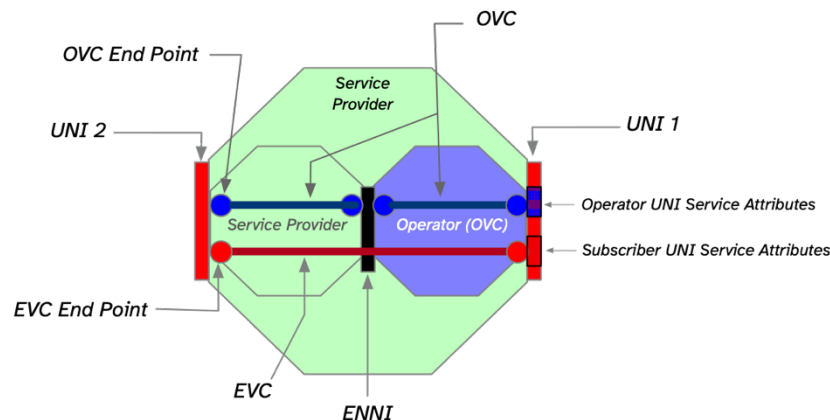 OVC
OVC End Point
Service
Provider
UNI 2
UNI 1
Operator UNI Service Attributes
Service Provider
Operator (OVC)
Subscriber UNI Service Attributes
EVC End Point
EVC
ENNI